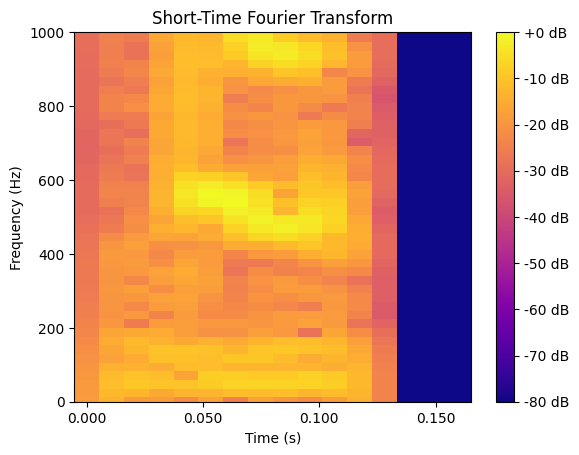 Short-Time Fourier Transform
Frequency (Hz)
1000
800
600
400
200
0
0.000
0.050
0.100
0.150
Time (s)
+0 dB
-10 dB
-20 dB
-30 dB
-40 dB
-50 dB
-60 dB
-70 dB
-80 dB